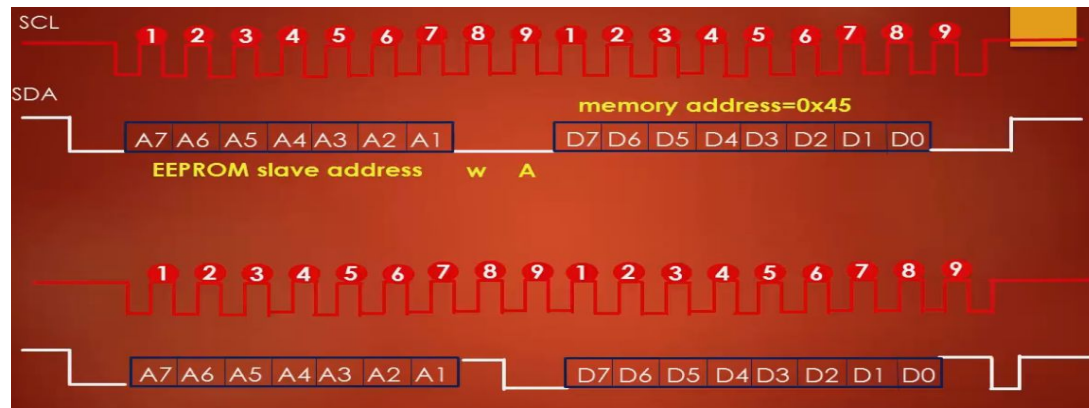 SCL
1 2 3 4 5 6 7 8 9 1 2 3 4 5 6 7 8 9
SDA
memory address=0x45
A7 A6 A5 A4 A3 A2 A1 D7 D6 D5 D4 D3 D2 D1 D0
EEPROM slave address w A
1 2 3 4 5 6 7 8 9 1 2 3 4 5 6 7 8 9
A7 A6 A5 A4 A3 A2 A1 D7 D6 D5 D4 D3 D2 D1 D0